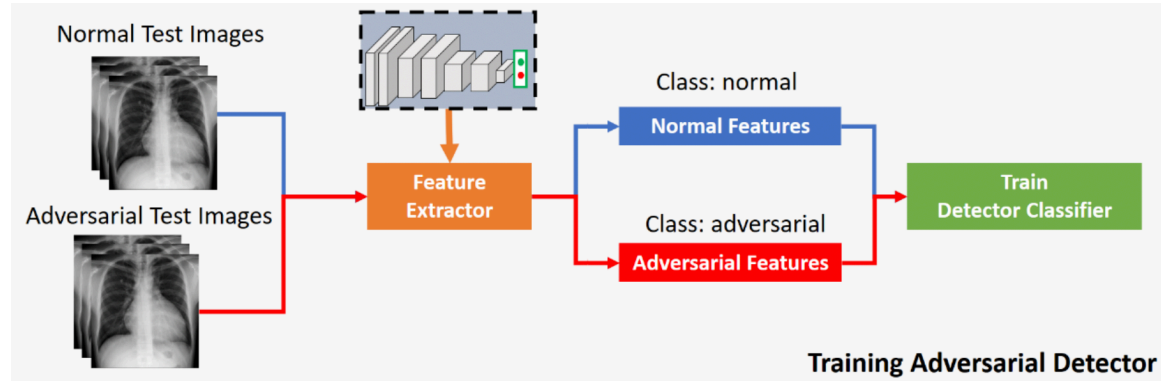 Normal Test Images
Adversarial Test Images
Feature
Extractor
Class: normal
Normal Features
Class: adversarial
Adversarial Features
Train
Detector Classifier
Training Adversarial Detector